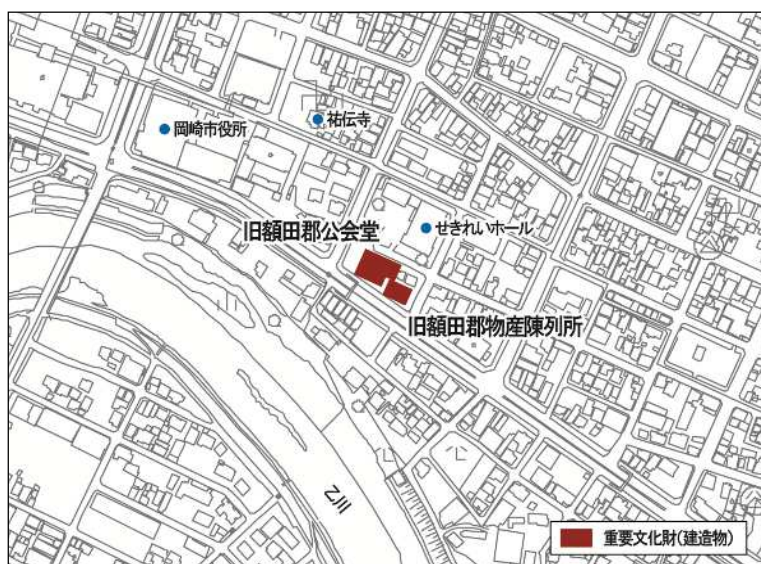 祐伝寺
岡崎市役所
旧額田郡公会堂
せきれいホール
旧額田郡物産陳列所
乙川
重要文化財(建造物)